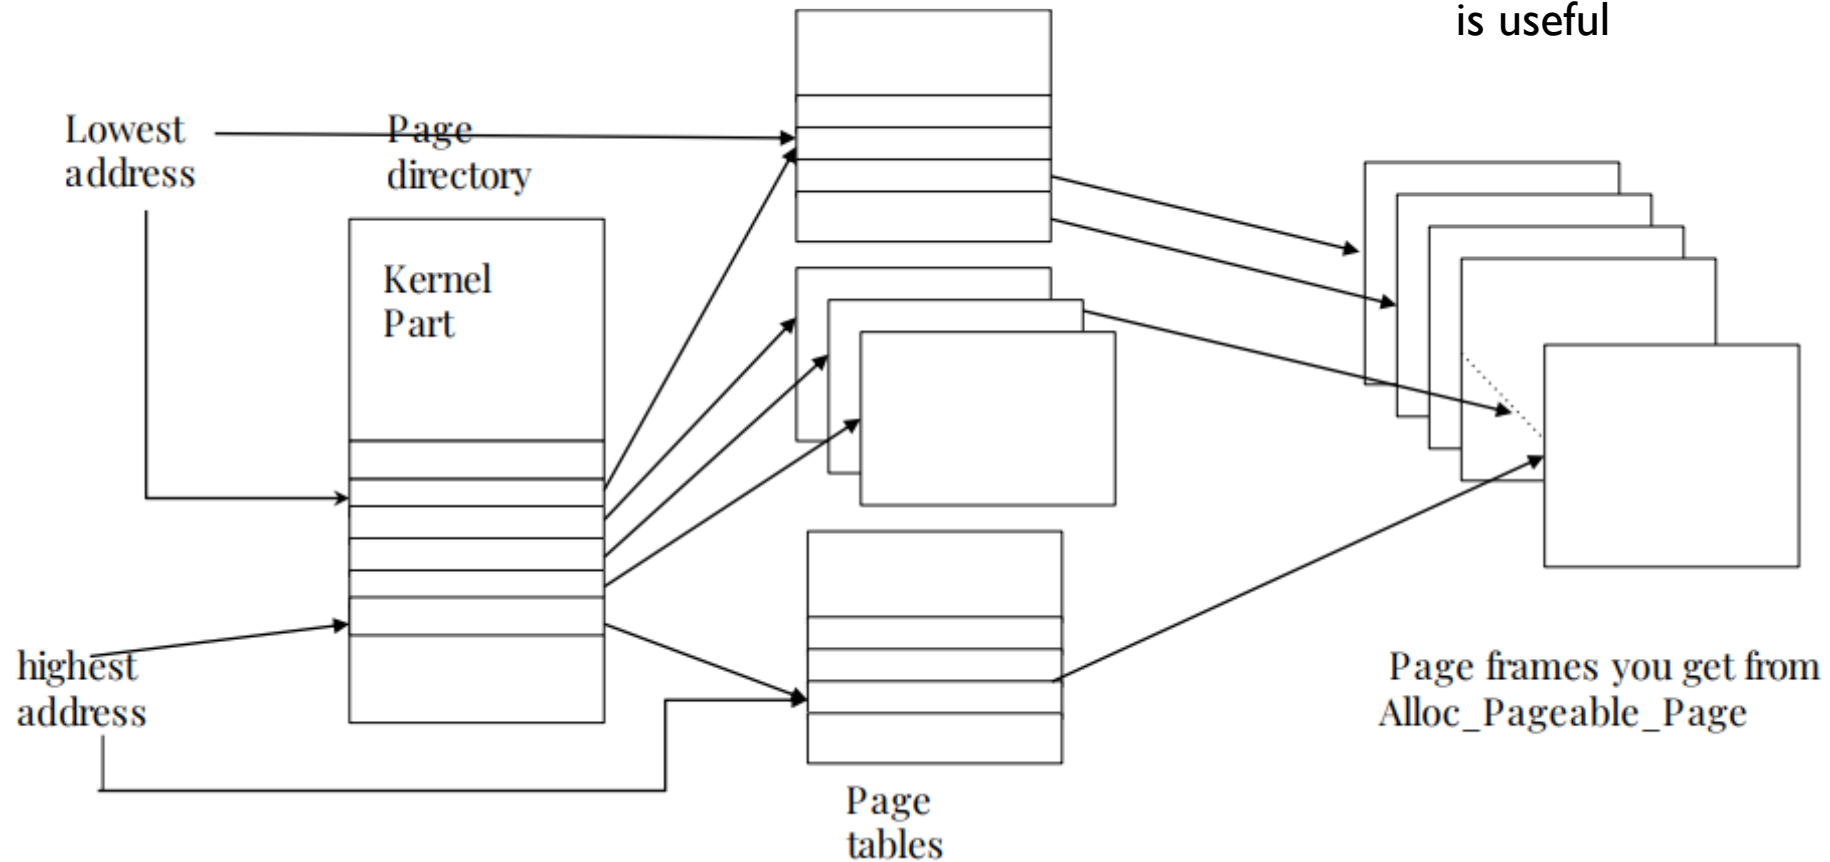 is useful
Lowest
address
Page
directory
Kernel
Part
highest
address
Page frames you get from
Alloc_Pageable_Page
Page
tables